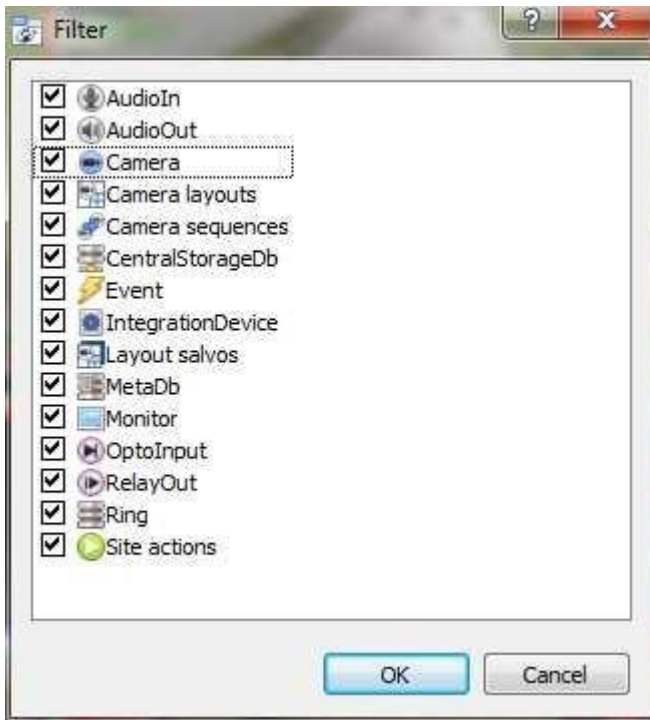 Filter
AudioIn
AudioOut
Camera
Camera layouts
Camera sequences
CentralStorageDb
Event
IntegrationDevice
Layout salvos
MetaDb
Monitor
OptoInput
RelayOut
Ring
Site actions
OK Cancel